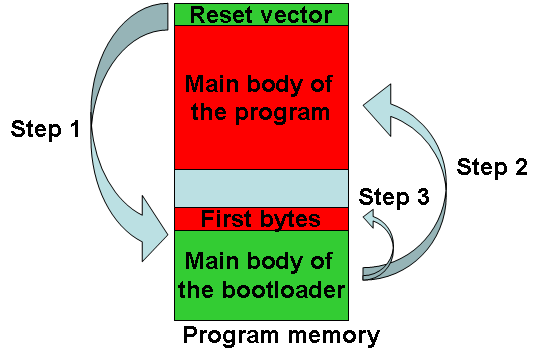 Reset vector
Main body of
the program
Step 1
Step 2
Step 3
First bytes
Main body of
the bootloader
Program memory